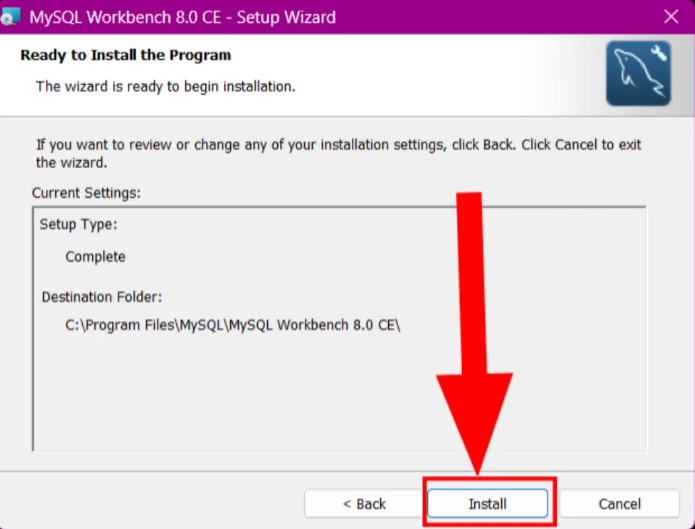 MySQL Workbench 8.0 CE - Setup Wizard
Ready to Install the Program
The wizard is ready to begin installation.
If you want to review or change any of your installation settings, click Back. Click Cancel to exit
the wizard.
Current Settings:
Setup Type:
Complete
Destination Folder:
C:\Program Files\MySQL\MySQL Workbench 8.0 CE\
< Back
Install
Cancel